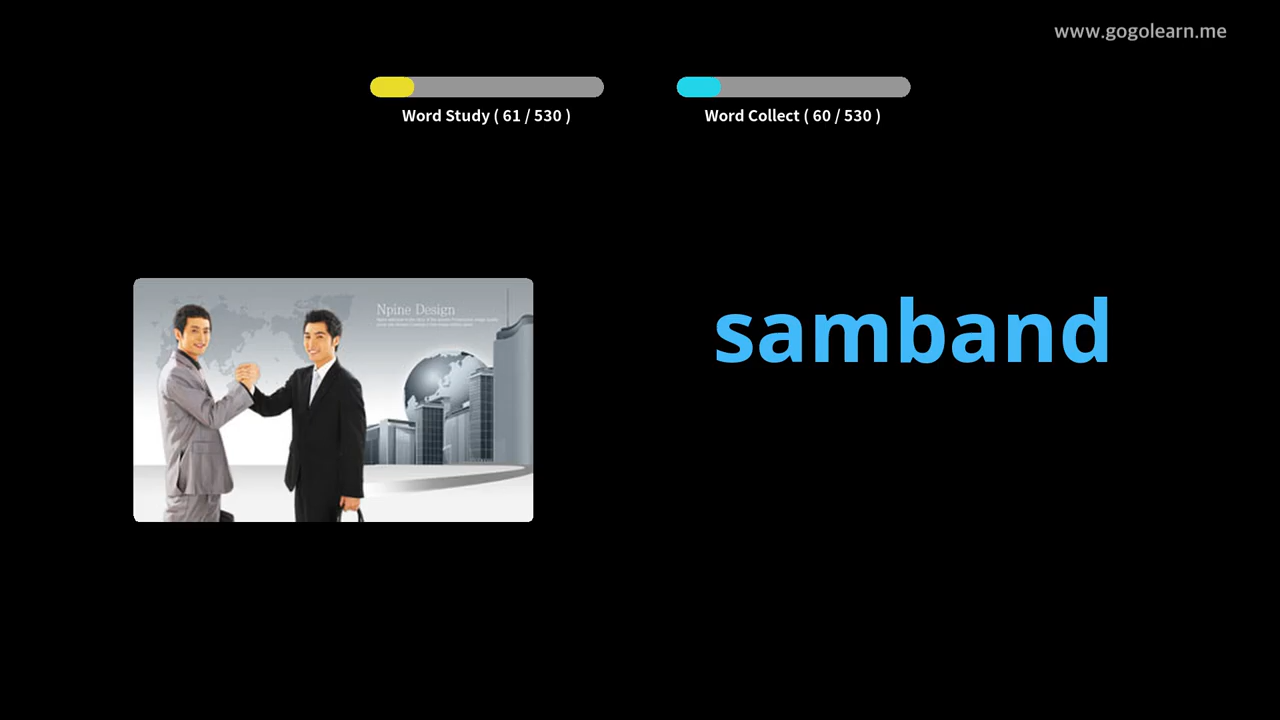 www.gogolearn.me
Word Study ( 61 / 530 )
Word Collect ( 60 / 530 )
Npine Design
samband